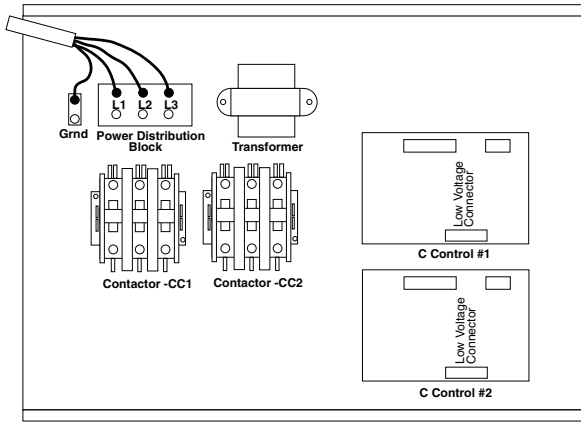 L1 L2 L3
Grnd
Power Distribution
Block
Transformer
Low Voltage
Connector
C Control #1
Contactor -CC1
Contactor -CC2
Low Voltage
Connector
C Control #2